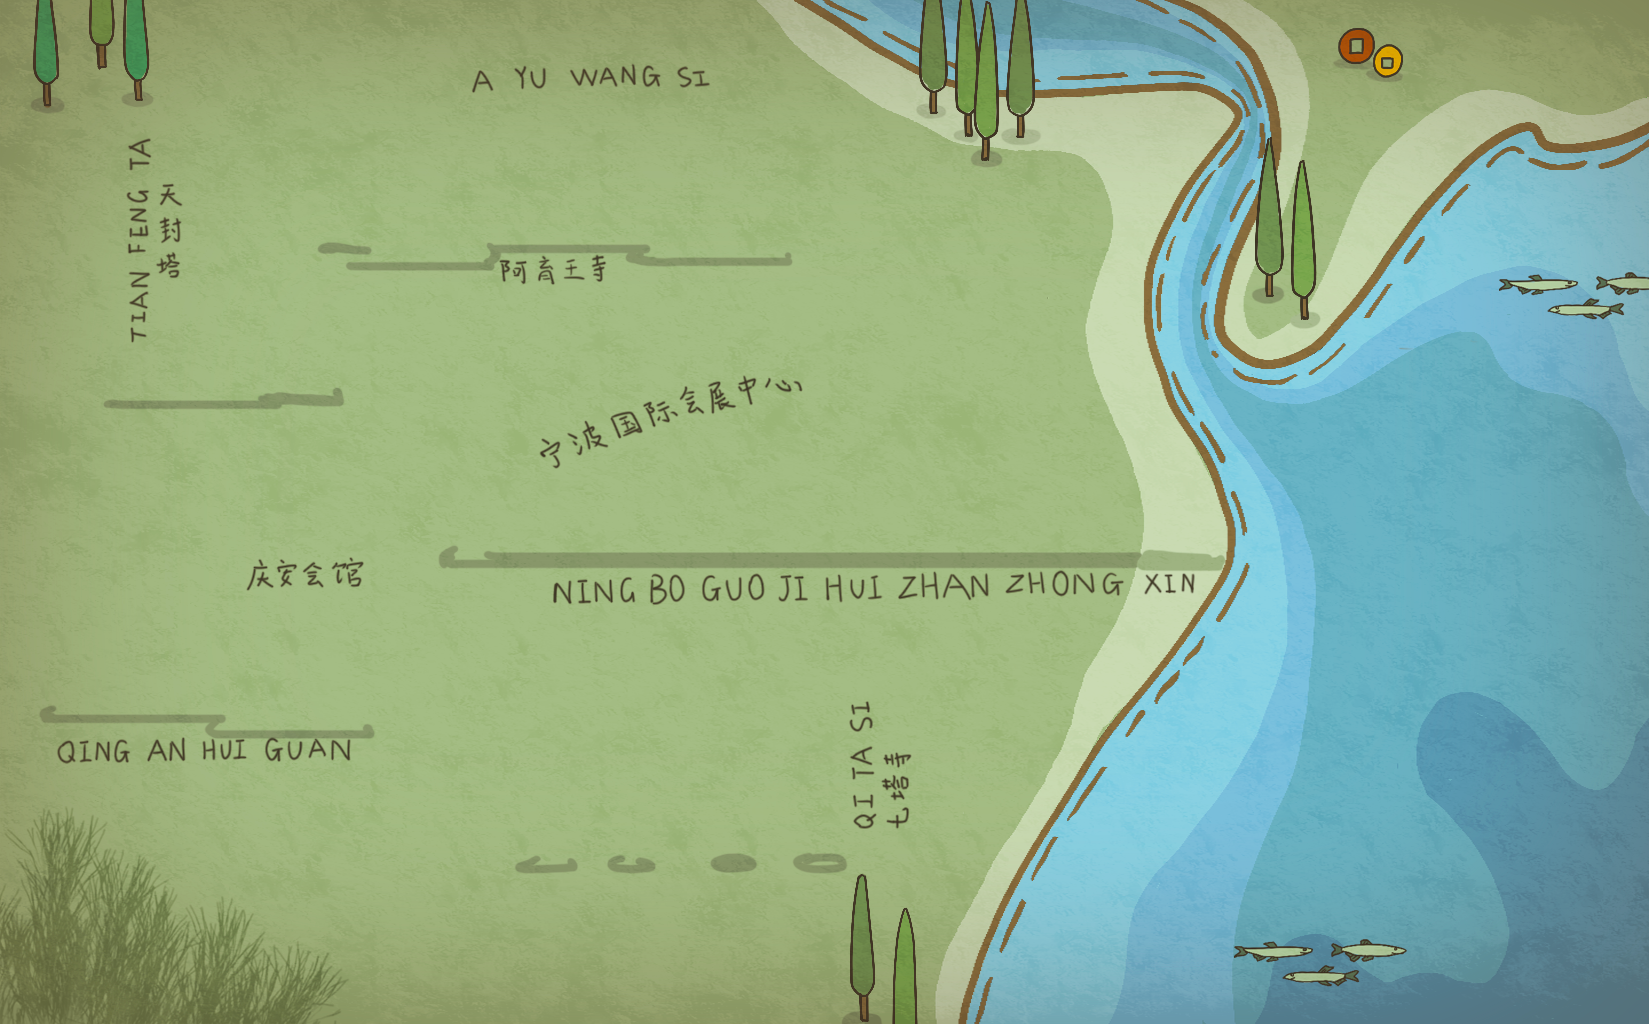 A YU WANG SI
阿育王寺
TIAN FENG TA
天封塔
宁波国际会展中心
NING BO GUO JI HUI ZHAN ZHONG XIN
庆安会馆
QING AN HUI GUAN
QI TA SI
七塔寺